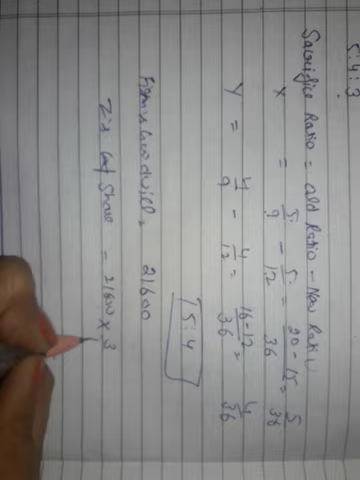 5:4:3
Sacrifice Ratio = Old Ratio - New Ratio
X = 5/9 - 5/12 = 20-15/36 = 5/36
Y = 4/9 - 4/12 = 16-12/36 = 4/36
5:4
Firm's Goodwill = 21600
Z's Share = 21600 × 3